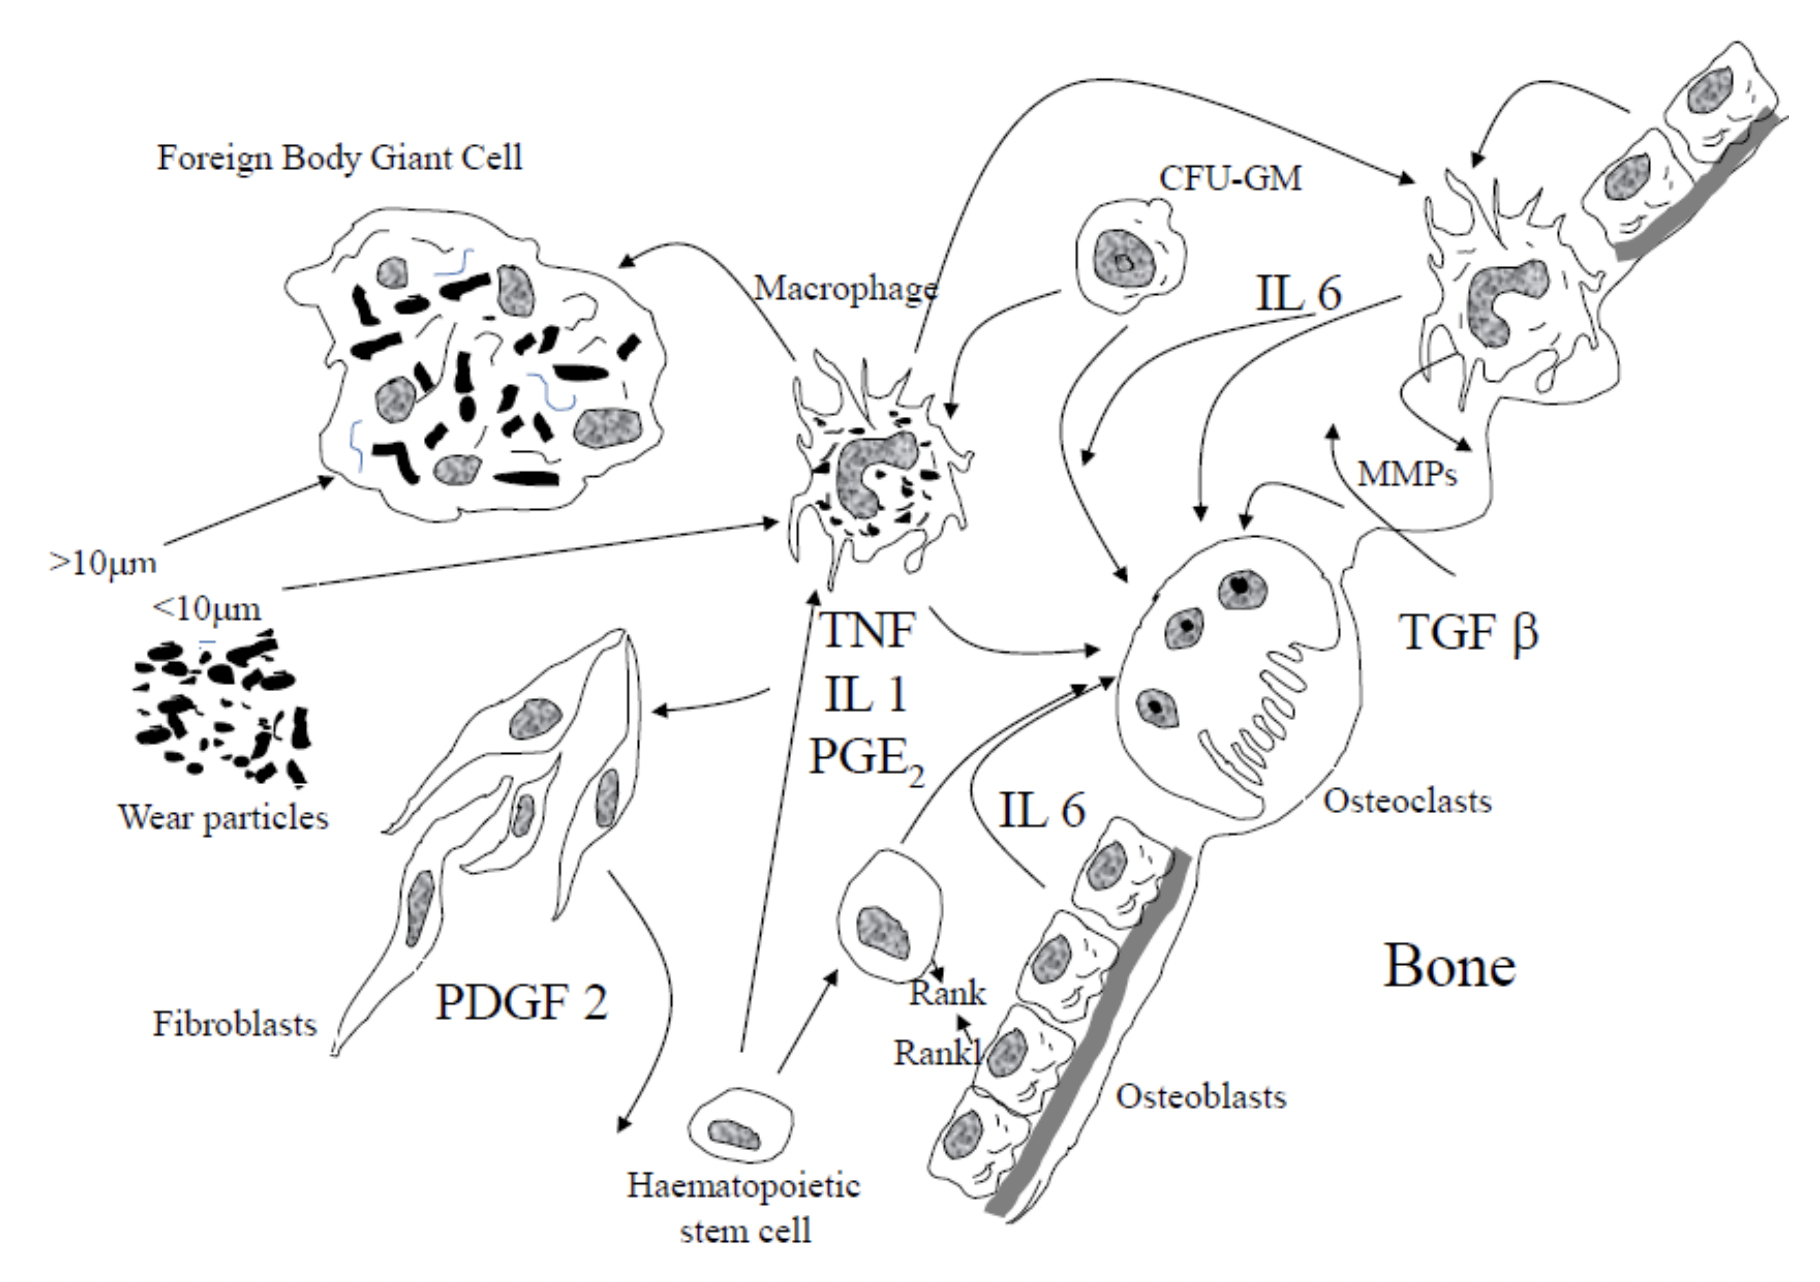 Foreign Body Giant Cell
CFU-GM
Macrophage
IL 6
MMPs
>10μm
<10μm
TNF
IL 1
PGE₂
TGF β
Wear particles
IL 6
Osteoclasts
Bone
PDGF 2
Rank
Fibroblasts
Rankl
Osteoblasts
Haematopoietic
stem cell